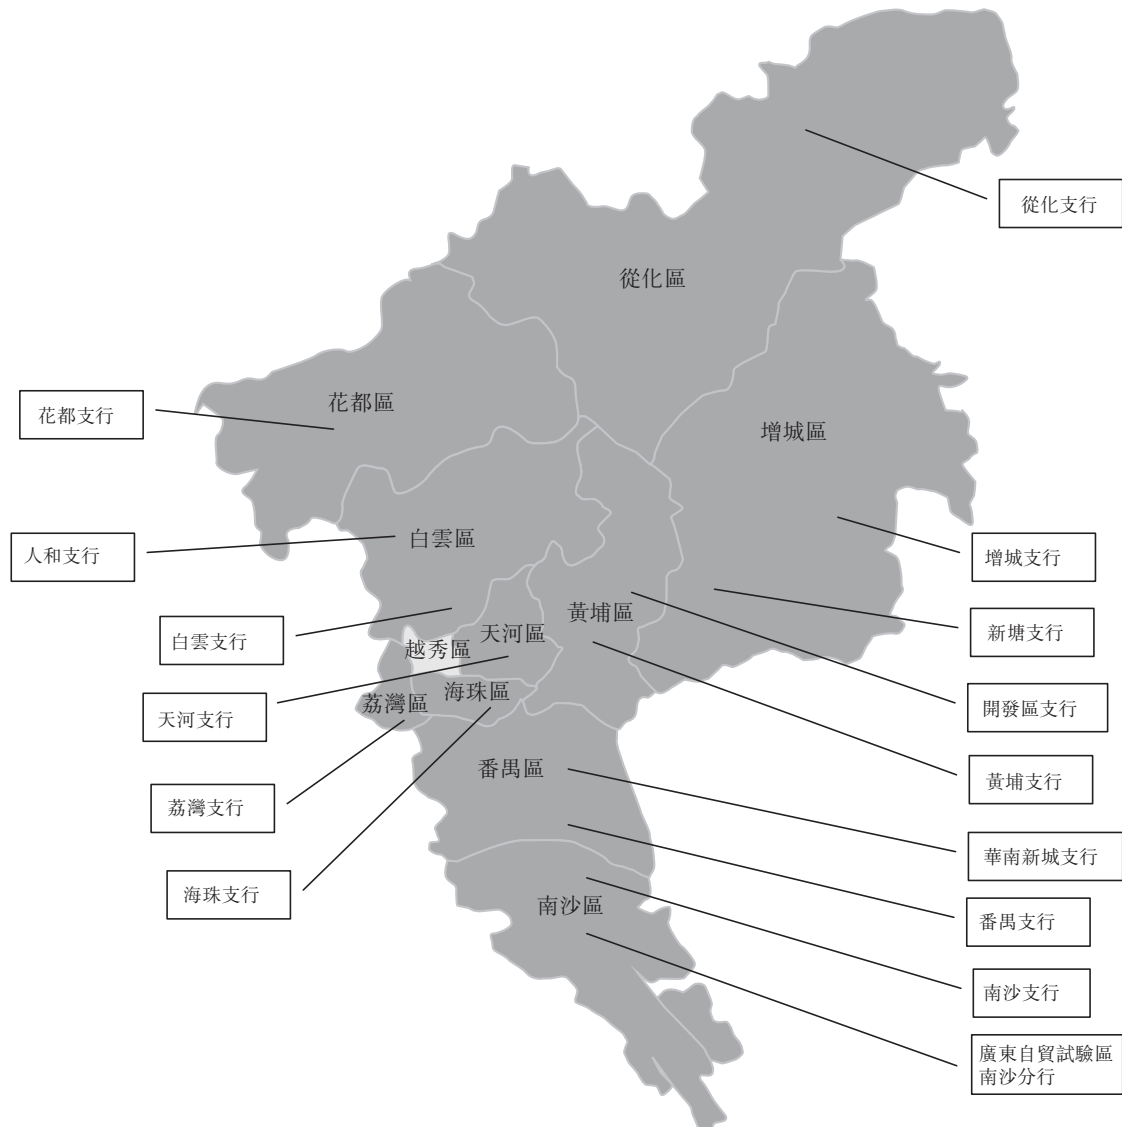 從化支行
從化區
花都區
花都支行
增城區
人和支行
白雲區
增城支行
黃埔區
新塘支行
白雲支行
天河區
越秀區
海珠區
荔灣區
開發區支行
天河支行
番禺區
黃埔支行
荔灣支行
華南新城支行
海珠支行
南沙區
番禺支行
南沙支行
廣東自貿試驗區
南沙分行